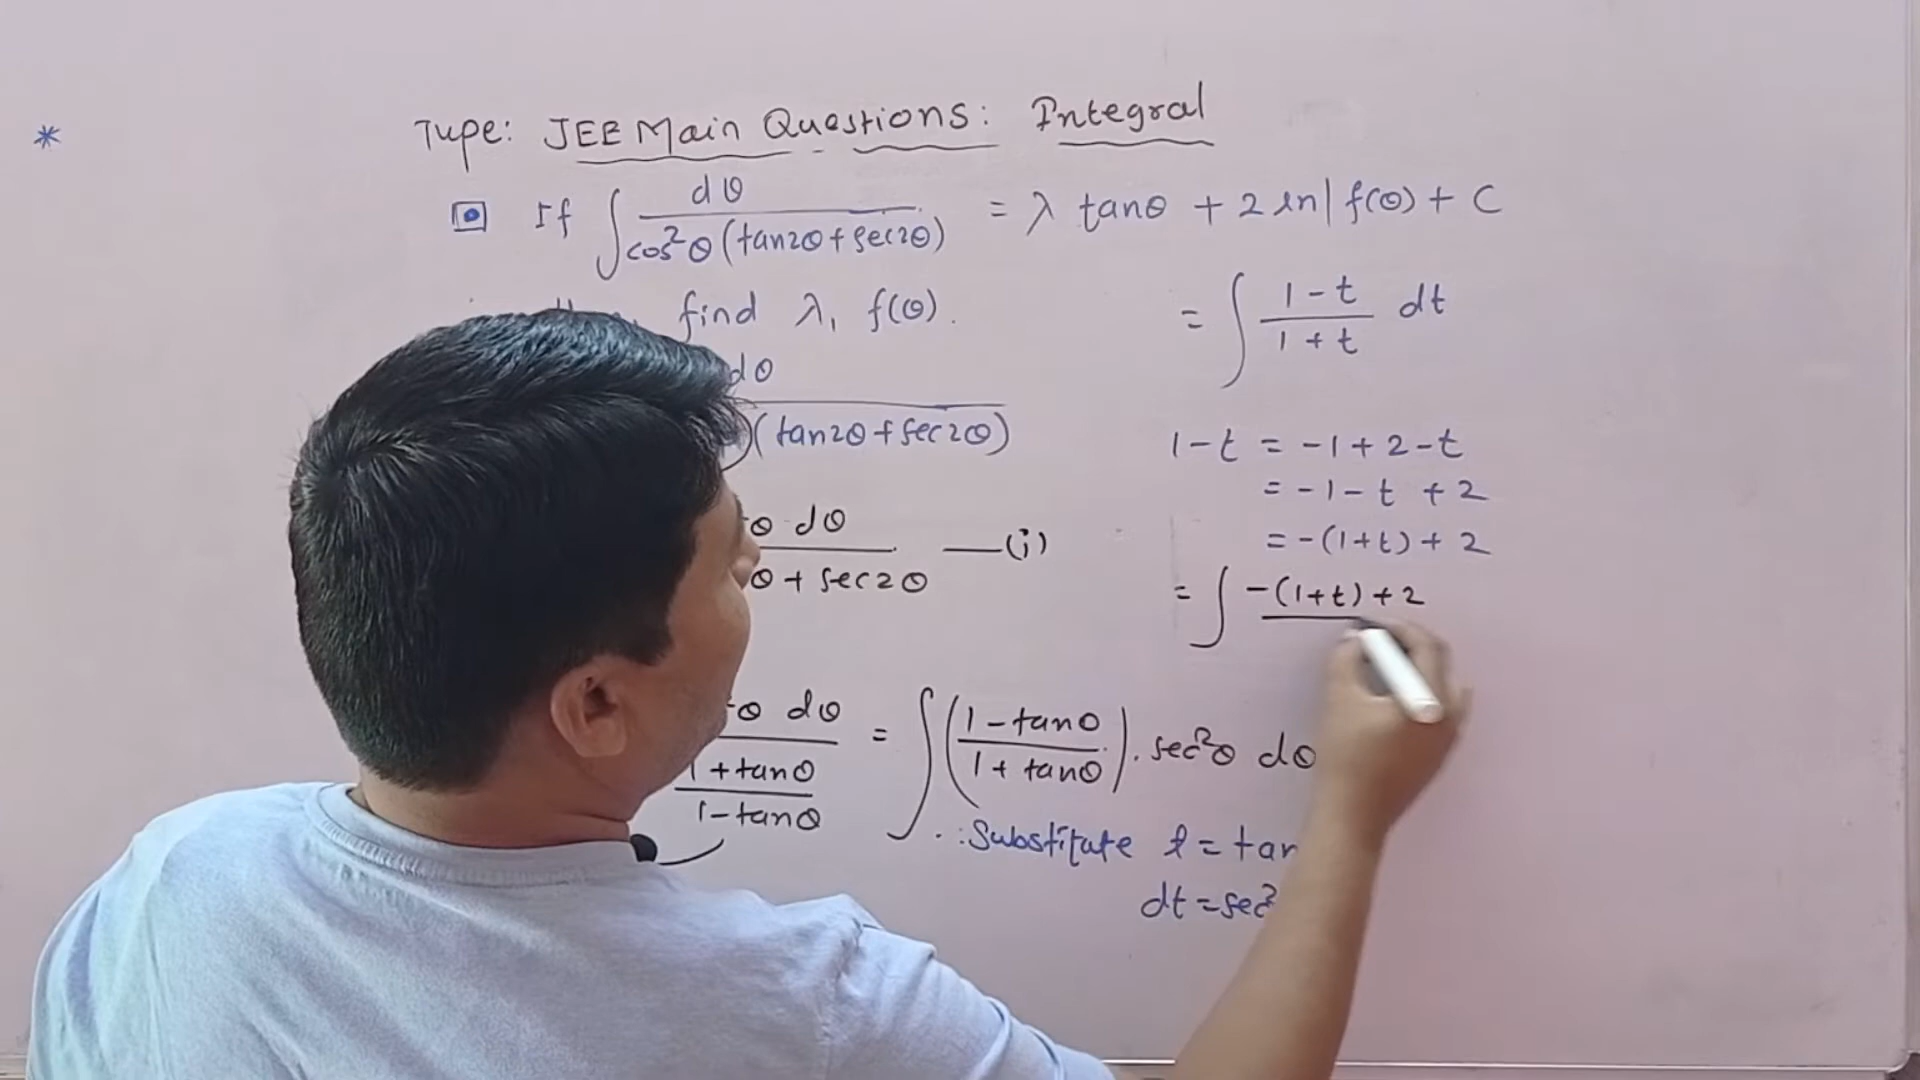 *
Type: JEE Main Questions: Integral
If ∫ dθ / cos²θ (tan2θ + sec2θ) = λ tanθ + 2 ln|f(θ) + C
find λ, f(θ).
dθ
(tan2θ + sec2θ)
θ dθ
θ + sec2θ —(i)
θ dθ / (1 + tanθ / 1 - tanθ) = ∫ (1 - tanθ / 1 + tanθ) . sec²θ dθ
∴ Substitute t = tan
dt = sec²
= ∫ 1 - t / 1 + t dt
1 - t = -1 + 2 - t
= -1 - t + 2
= -(1+t) + 2
= ∫ -(1+t) + 2